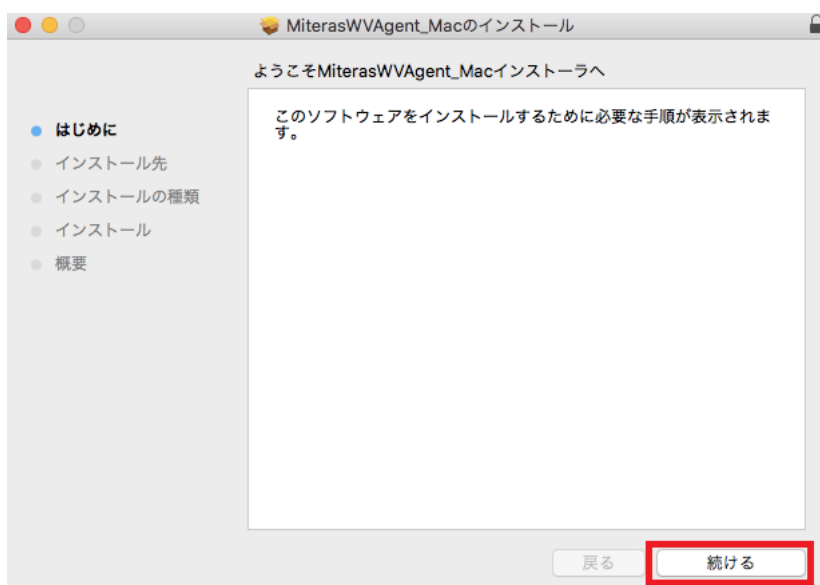 MiterasWVAgent_Macのインストール
ようこそMiterasWVAgent_Macインストーラへ
はじめに
インストール先
インストールの種類
インストール
概要
このソフトウェアをインストールするために必要な手順が表示されま
す。
戻る
続ける